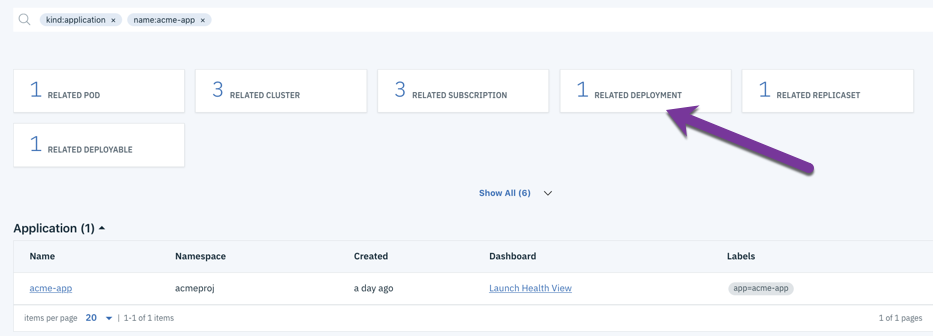 kind:application × name:acme-app ×
1 RELATED POD
3 RELATED CLUSTER
3 RELATED SUBSCRIPTION
1 RELATED DEPLOYMENT
1 RELATED REPLICASET
1 RELATED DEPLOYABLE
Show All (6)
Application (1)
Name Namespace Created Dashboard Labels
acme-app acmeproj a day ago Launch Health View app=acme-app
items per page 20 | 1-1 of 1 items 1 of 1 pages